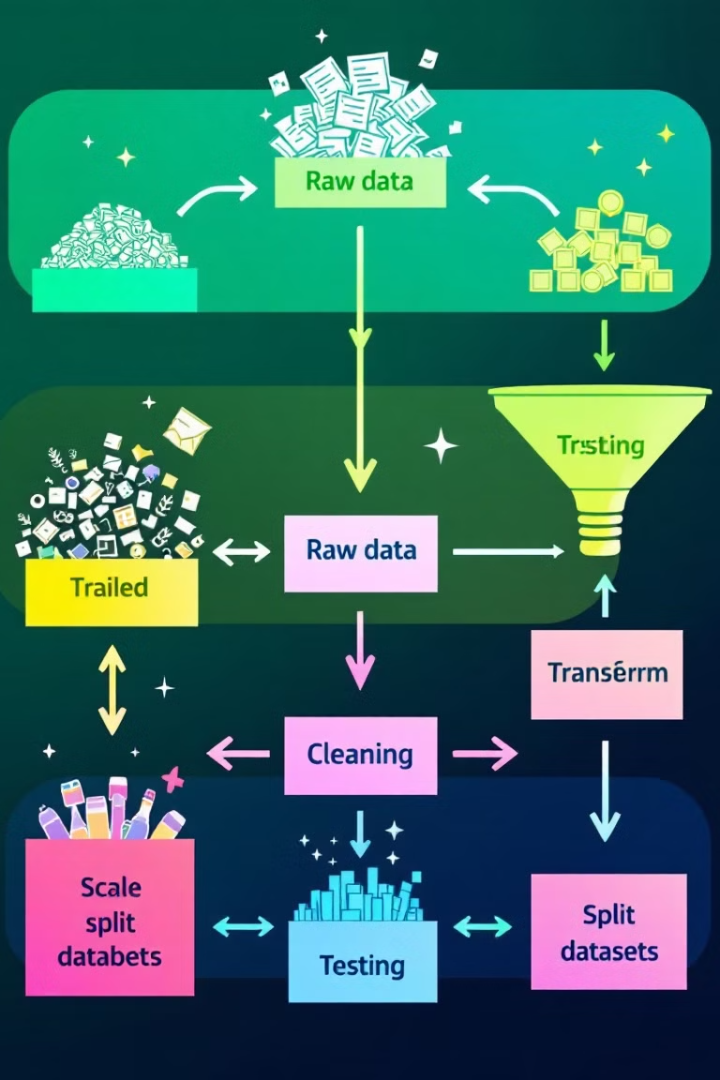 Raw data
Trsting
Raw data
Trailed
Transérrm
Cleaning
Scale
split
databets
Testing
Split
datasets